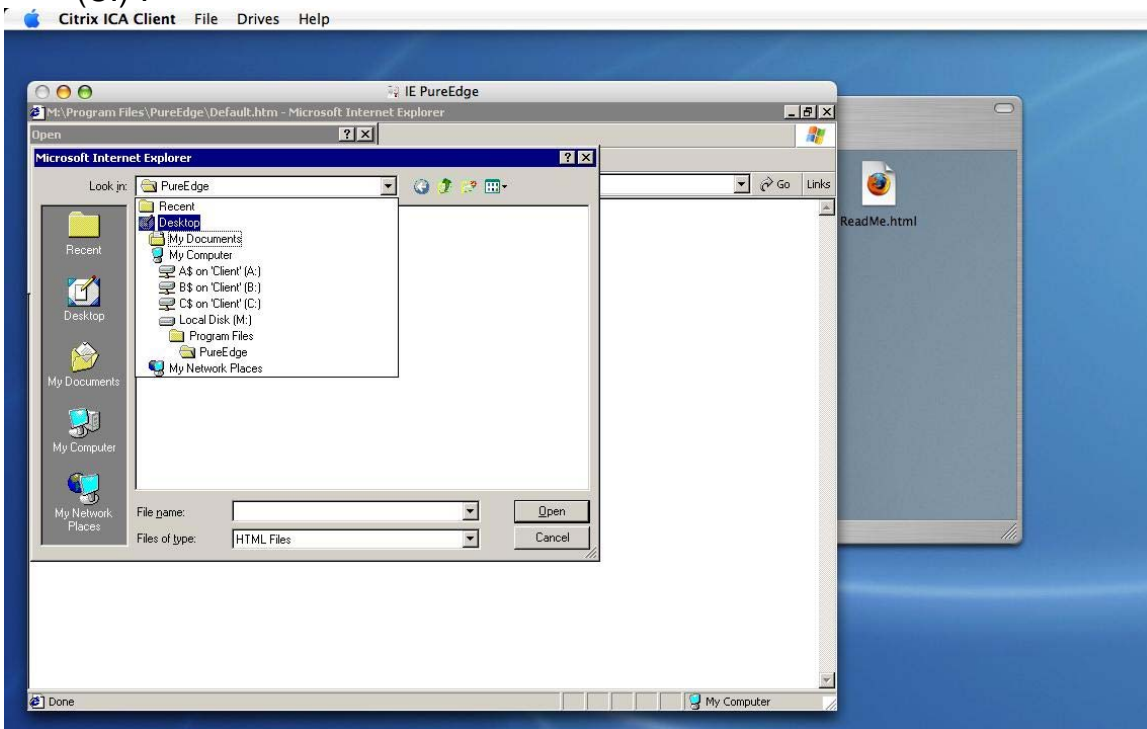 Citrix ICA Client File Drives Help
IE PureEdge
M:\Program Files\PureEdge\Default.htm - Microsoft Internet Explorer
Open
Microsoft Internet Explorer
Look in: PureEdge
Go Links
Recent
Desktop
My Documents
My Computer
A$ on 'Client' (A:)
B$ on 'Client' (B:)
C$ on 'Client' (C:)
Local Disk (M:)
Program Files
PureEdge
My Network Places
Recent
Desktop
My Documents
My Computer
My Network
Places
File name:
Open
Files of type: HTML Files
Cancel
ReadMe.html
Done
My Computer